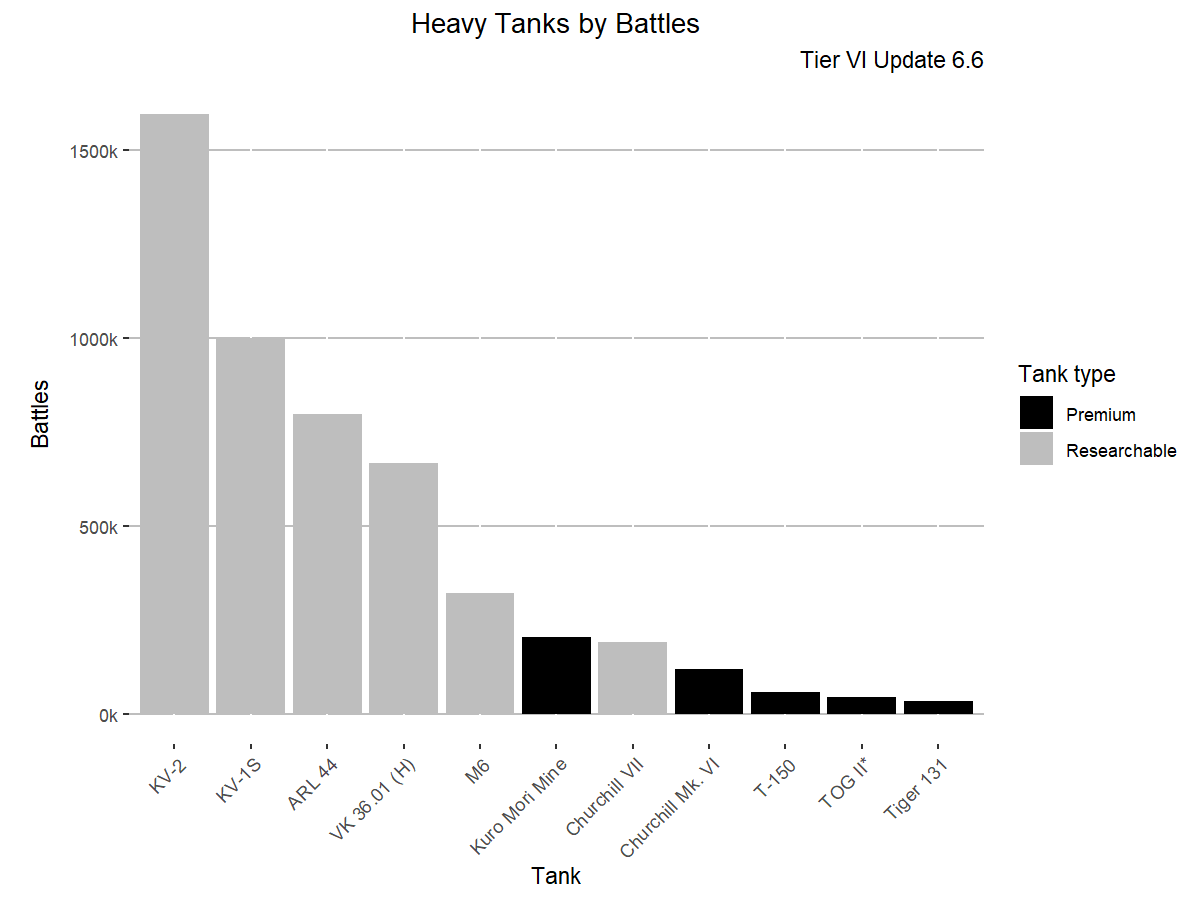 Heavy Tanks by Battles
Tier VI Update 6.6
Battles
1500k
1000k
500k
0k
KV-2
KV-1S
ARL 44
VK 36.01 (H)
M6
Kuro Mori Mine
Churchill VII
Churchill Mk. VI
T-150
TOG II*
Tiger 131
Tank
Tank type
Premium
Researchable